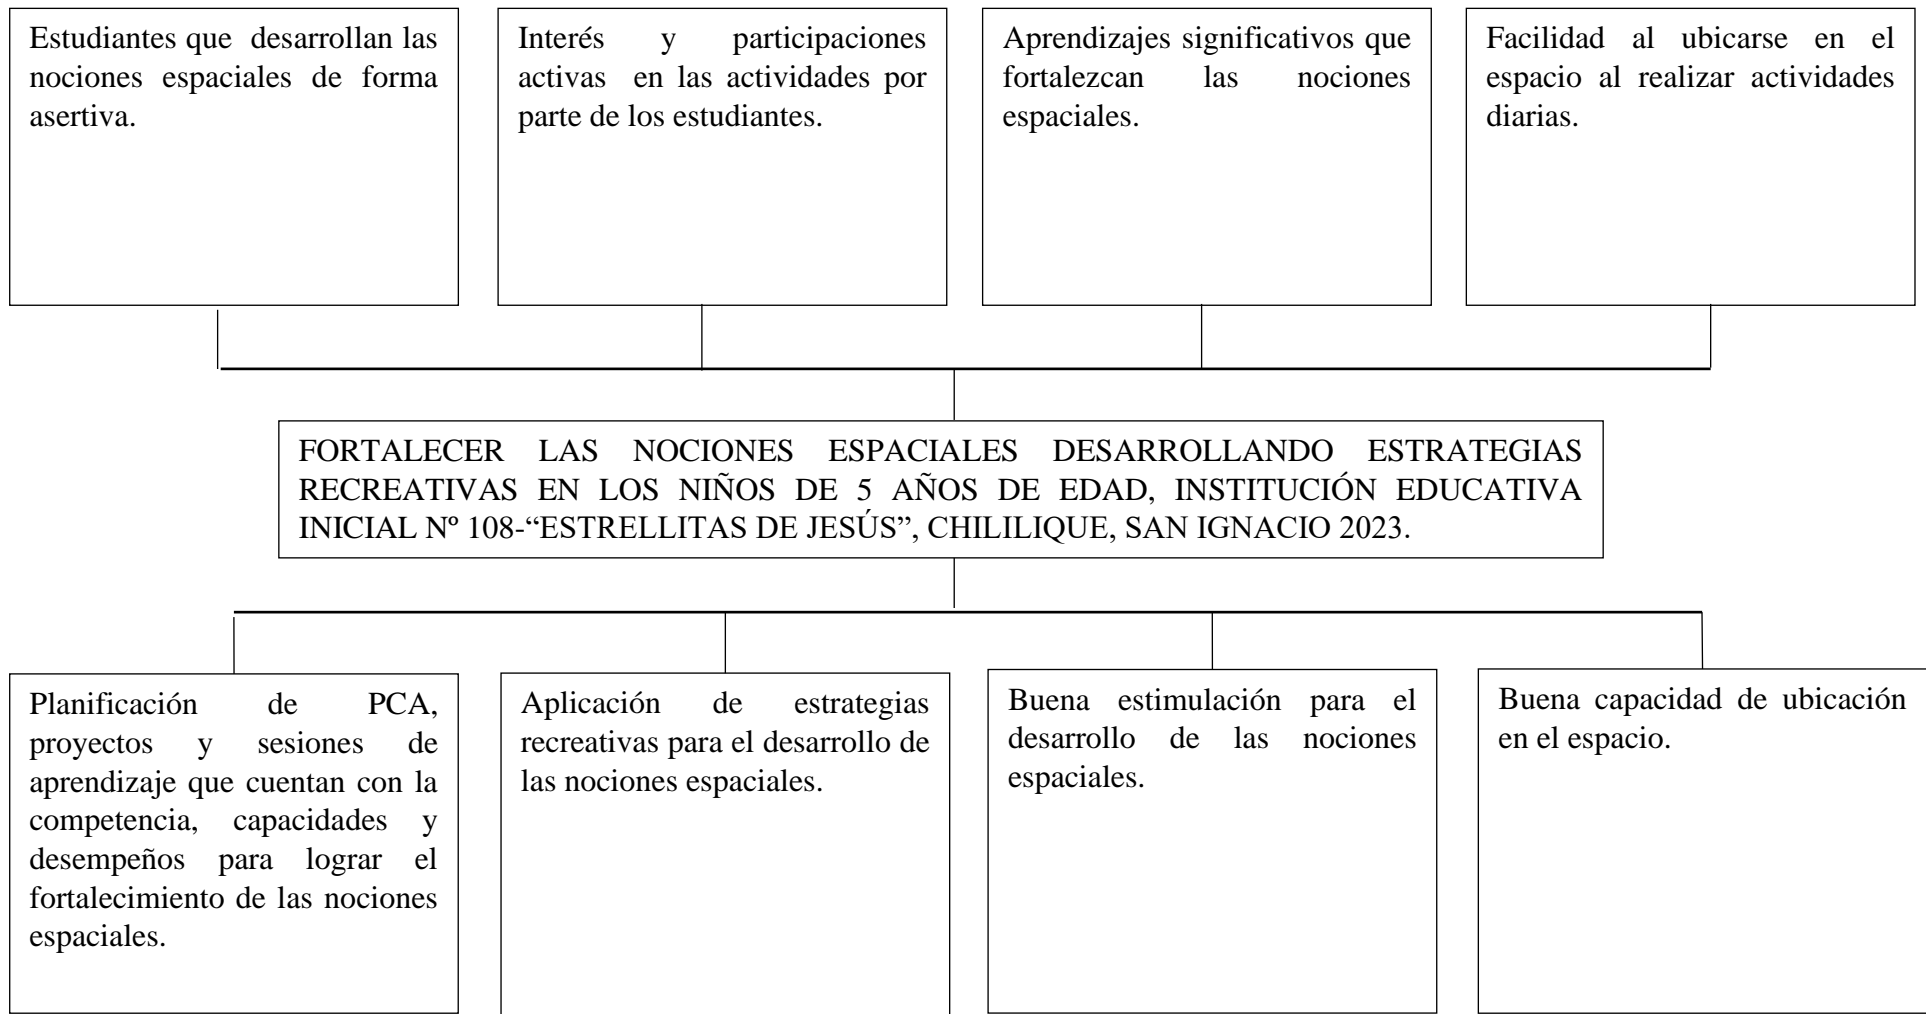 Estudiantes que desarrollan las
nociones espaciales de forma
asertiva.
Interés y participaciones
activas en las actividades por
parte de los estudiantes.
Aprendizajes significativos que
fortalezcan las nociones
espaciales.
Facilidad al ubicarse en el
espacio al realizar actividades
diarias.
FORTALECER LAS NOCIONES ESPACIALES DESARROLLANDO ESTRATEGIAS
RECREATIVAS EN LOS NIÑOS DE 5 AÑOS DE EDAD, INSTITUCIÓN EDUCATIVA
INICIAL Nº 108-“ESTRELLITAS DE JESÚS”, CHILILIQUE, SAN IGNACIO 2023.
Planificación de PCA,
proyectos y sesiones de
aprendizaje que cuentan con la
competencia, capacidades y
desempeños para lograr el
fortalecimiento de las nociones
espaciales.
Aplicación de estrategias
recreativas para el desarrollo de
las nociones espaciales.
Buena estimulación para el
desarrollo de las nociones
espaciales.
Buena capacidad de ubicación
en el espacio.